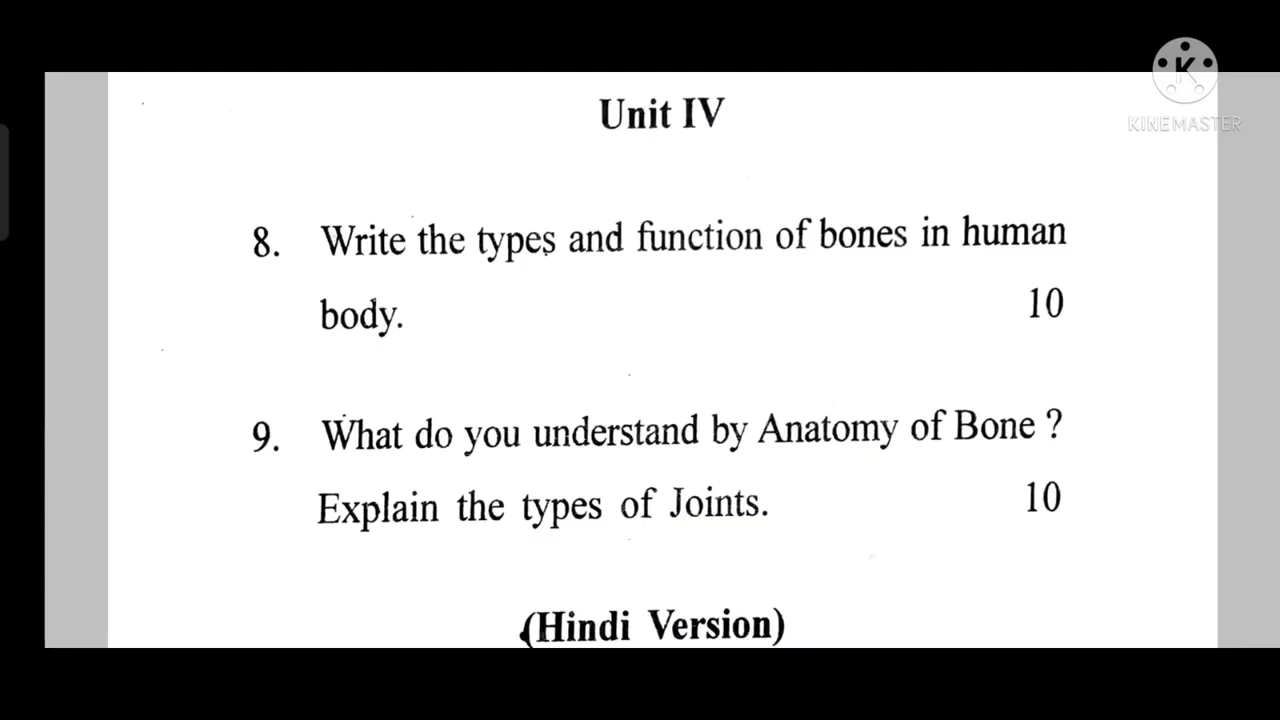 KINEMASTER
Unit IV
8. Write the types and function of bones in human
body. 10
9. What do you understand by Anatomy of Bone ?
Explain the types of Joints. 10
(Hindi Version)